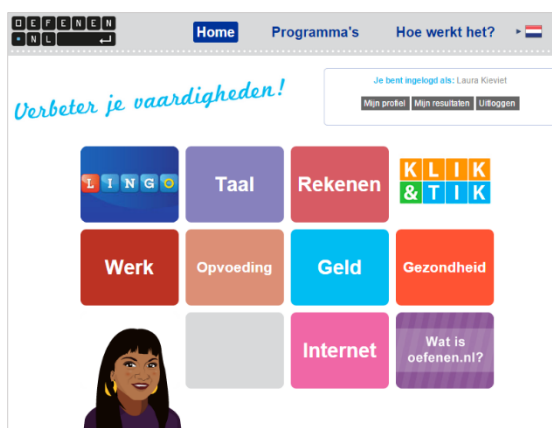 OEFENEN
NL
Home Programma's Hoe werkt het?
Verbeter je vaardigheden!
Je bent ingelogd als: Laura Kieviet
Mijn profiel Mijn resultaten Uitloggen
LINGO Taal Rekenen KLIK
&TIK
Werk Opvoeding Geld Gezondheid
Internet Wat is
oefenen.nl?